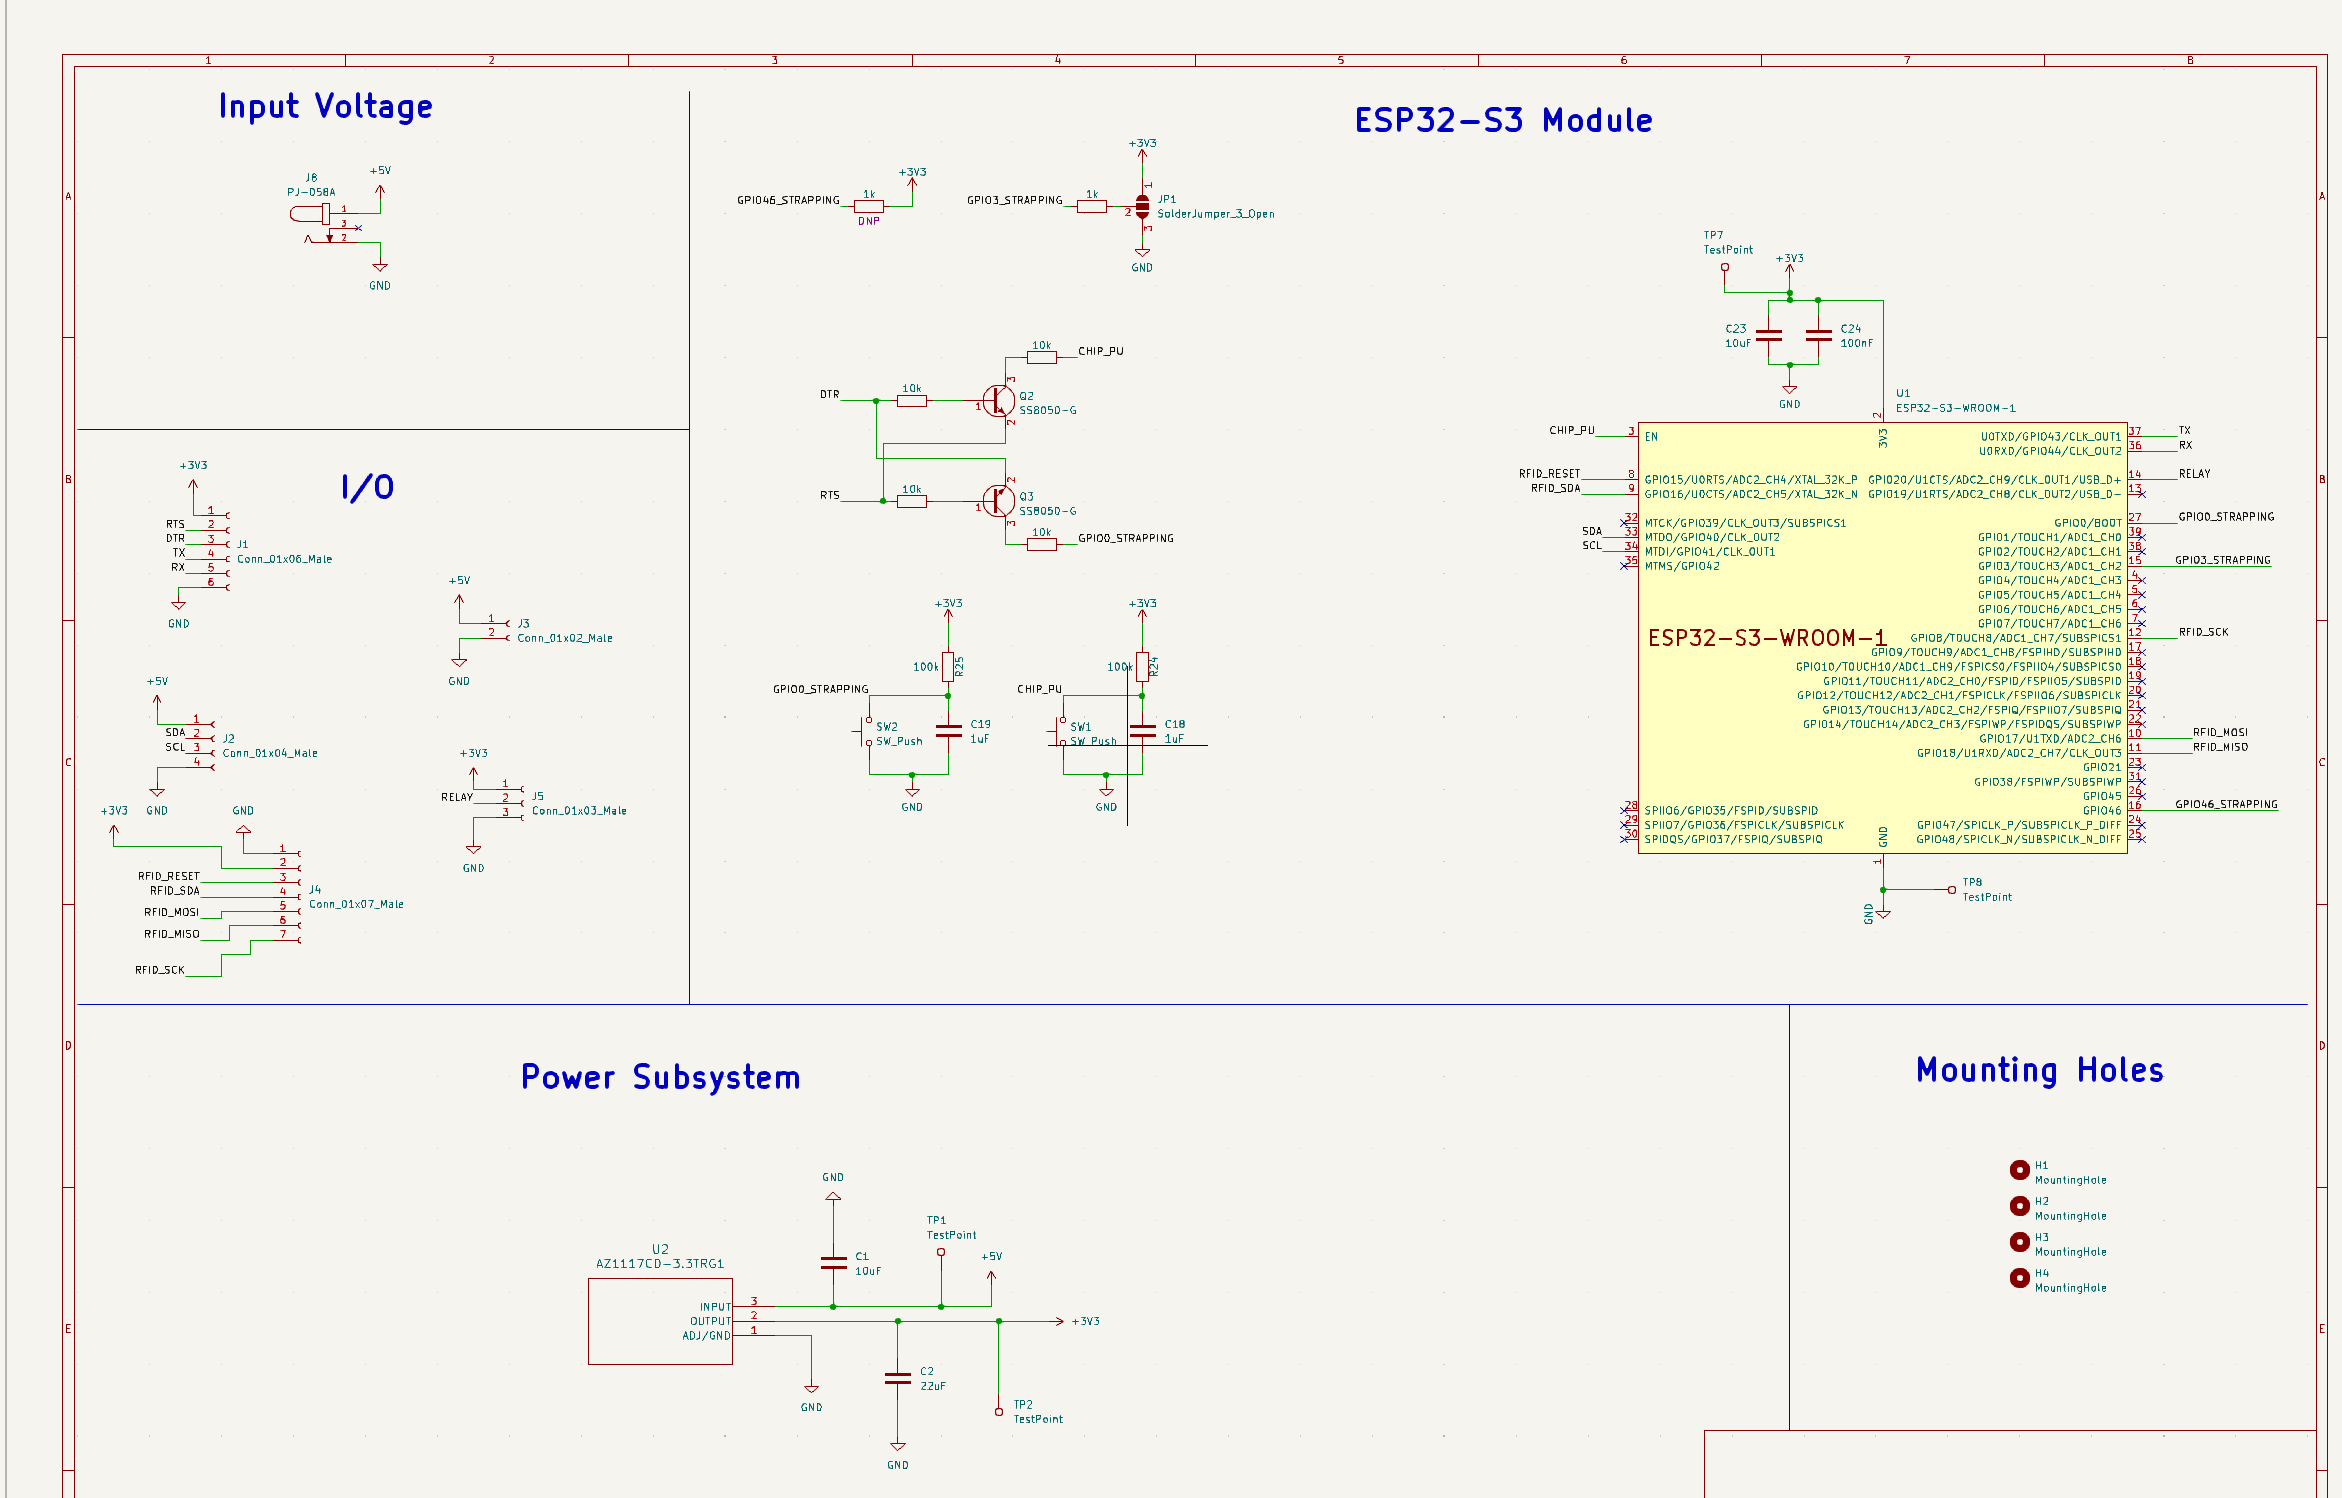 1 2 3 4 5 6 7 8
Input Voltage
ESP32-S3 Module
A
A
J8
PJ-058A
+5V
1
3
2
GND
GPIO46_STRAPPING
1k
DNP
+3V3
GPIO3_STRAPPING
1k
+3V3
1
2
3
JP1
SolderJumper_3_Open
GND
TP7
TestPoint
+3V3
C23
10uF
C24
100nF
GND
DTR
10k
10k
CHIP_PU
3
1
2
Q2
SS8050-G
RTS
10k
2
1
3
Q3
SS8050-G
10k
GPIO0_STRAPPING
B
B
I/O
+3V3
1
RTS 2
DTR 3
TX 4
RX 5
6
J1
Conn_01x06_Male
GND
+5V
1
2
J3
Conn_01x02_Male
GND
+5V
1
SDA 2
SCL 3
4
J2
Conn_01x04_Male
GND
+3V3
1
RELAY 2
3
J5
Conn_01x03_Male
GND
+3V3
GND
1
2
RFID_RESET 3
RFID_SDA 4
RFID_MOSI 5
RFID_MISO 6
RFID_SCK 7
J4
Conn_01x07_Male
+3V3
100k
R25
GPIO0_STRAPPING
SW2
SW_Push
C19
1uF
GND
+3V3
100k
R24
CHIP_PU
SW1
SW_Push
C18
1uF
GND
C
C
U1
ESP32-S3-WROOM-1
2
3V3
CHIP_PU 3 EN
RFID_RESET 8 GPIO15/U0RTS/ADC2_CH4/XTAL_32K_P
RFID_SDA 9 GPIO16/U0CTS/ADC2_CH5/XTAL_32K_N
32 MTCK/GPIO39/CLK_OUT3/SUBSPICS1
SDA 33 MTDO/GPIO40/CLK_OUT2
SCL 34 MTDI/GPIO41/CLK_OUT1
35 MTMS/GPIO42
ESP32-S3-WROOM-1
28 SPIIO6/GPIO35/FSPID/SUBSPID
29 SPIIO7/GPIO36/FSPICLK/SUBSPICLK
30 SPIDQS/GPIO37/FSPIQ/SUBSPIQ
U0TXD/GPIO43/CLK_OUT1 37 TX
U0RXD/GPIO44/CLK_OUT2 36 RX
GPIO20/U1CTS/ADC2_CH9/CLK_OUT1/USB_D+ 14 RELAY
GPIO19/U1RTS/ADC2_CH8/CLK_OUT2/USB_D- 13
GPIO0/BOOT 27 GPIO0_STRAPPING
GPIO1/TOUCH1/ADC1_CH0 39
GPIO2/TOUCH2/ADC1_CH1 38
GPIO3/TOUCH3/ADC1_CH2 15 GPIO3_STRAPPING
GPIO4/TOUCH4/ADC1_CH3 4
GPIO5/TOUCH5/ADC1_CH4 5
GPIO6/TOUCH6/ADC1_CH5 6
GPIO7/TOUCH7/ADC1_CH6 7
GPIO8/TOUCH8/ADC1_CH7/SUBSPICS1 12 RFID_SCK
GPIO9/TOUCH9/ADC1_CH8/FSPIHD/SUBSPIHD 17
GPIO10/TOUCH10/ADC1_CH9/FSPICS0/FSPIIO4/SUBSPICS0 18
GPIO11/TOUCH11/ADC2_CH0/FSPID/FSPIIO5/SUBSPID 19
GPIO12/TOUCH12/ADC2_CH1/FSPICLK/FSPIIO6/SUBSPICLK 20
GPIO13/TOUCH13/ADC2_CH2/FSPIQ/FSPIIO7/SUBSPIQ 21
GPIO14/TOUCH14/ADC2_CH3/FSPIWP/FSPIDQS/SUBSPIWP 22
GPIO17/U1TXD/ADC2_CH6 10 RFID_MOSI
GPIO18/U1RXD/ADC2_CH7/CLK_OUT3 11 RFID_MISO
GPIO21 23
GPIO38/FSPIWP/SUBSPIWP 31
GPIO45 26
GPIO46 16 GPIO46_STRAPPING
GPIO47/SPICLK_P/SUBSPICLK_P_DIFF 24
GPIO48/SPICLK_N/SUBSPICLK_N_DIFF 25
GND
1
GND
TP8
TestPoint
D
D
Power Subsystem
Mounting Holes
GND
C1
10uF
TP1
TestPoint
+5V
U2
AZ1117CD-3.3TRG1
INPUT 3
OUTPUT 2
ADJ/GND 1
+3V3
GND
C2
22uF
GND
TP2
TestPoint
H1
MountingHole
H2
MountingHole
H3
MountingHole
H4
MountingHole
E
E